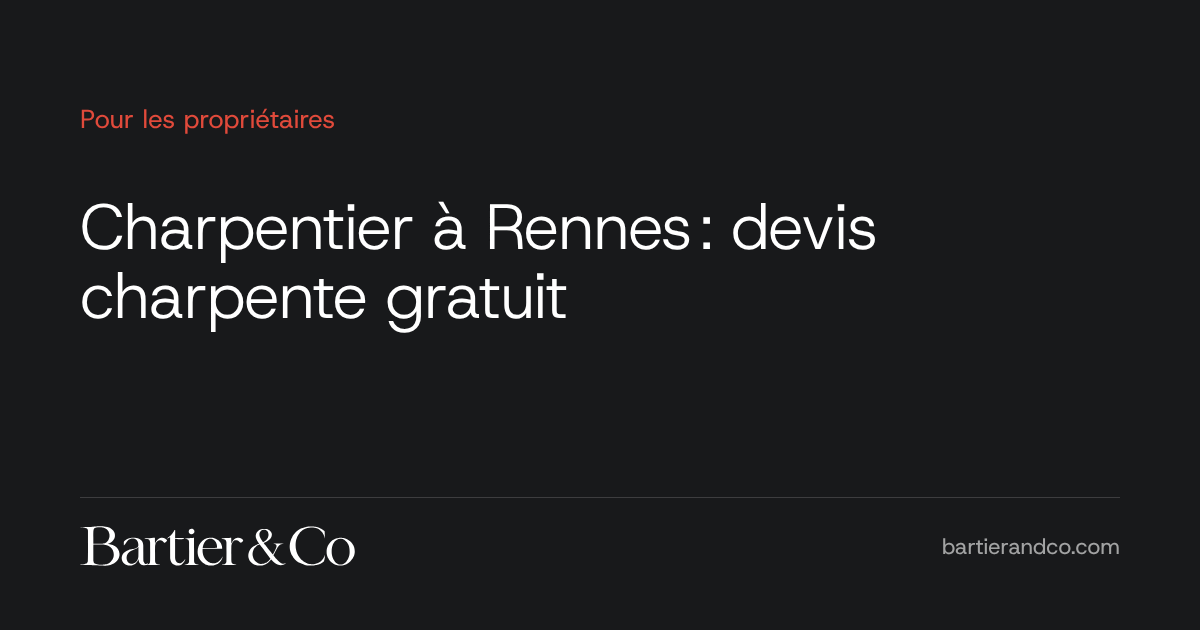 Pour les propriétaires
Charpentier à Rennes : devis
charpente gratuit
Bartier & Co
bartierandco.com